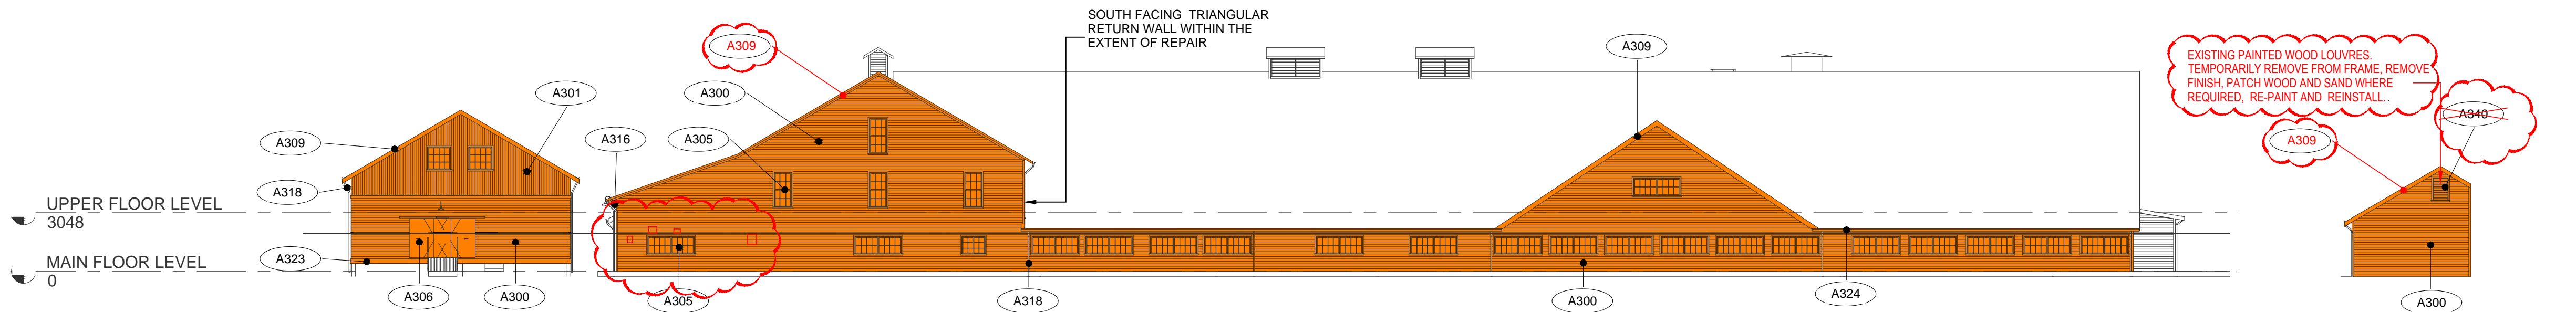 SOUTH FACING TRIANGULAR
RETURN WALL WITHIN THE
EXTENT OF REPAIR
A309
A309
EXISTING PAINTED WOOD LOUVRES.
TEMPORARILY REMOVE FROM FRAME, REMOVE
FINISH, PATCH WOOD AND SAND WHERE
REQUIRED, RE-PAINT AND REINSTALL..
A301
A300
A340
A309
A316
A305
A309
A318
UPPER FLOOR LEVEL
3048
A323
MAIN FLOOR LEVEL
0
A306
A300
A305
A318
A300
A324
A300